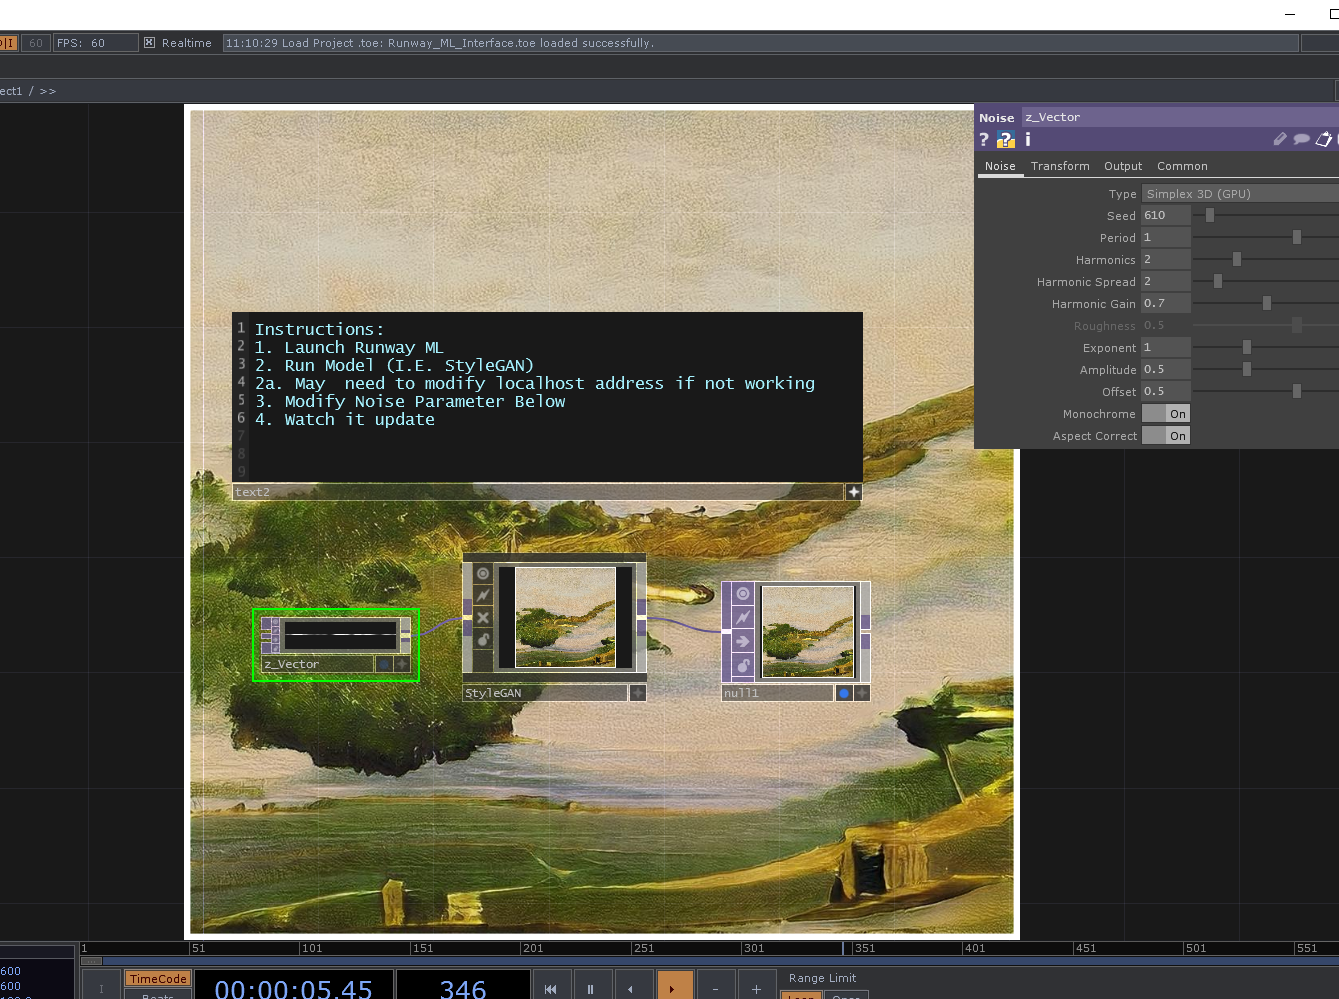 60 FPS: 60 Realtime 11:10:29 Load Project .toe: Runway_ML_Interface.toe loaded successfully.
ect1 / >>
Noise z_Vector
? ? i
Noise Transform Output Common
Type Simplex 3D (GPU)
Seed 610
Period 1
Harmonics 2
Harmonic Spread 2
Harmonic Gain 0.7
Roughness 0.5
Exponent 1
Amplitude 0.5
Offset 0.5
Monochrome On
Aspect Correct On
1 Instructions:
2 1. Launch Runway ML
3 2. Run Model (I.E. StyleGAN)
4 2a. May  need to modify localhost address if not working
5 3. Modify Noise Parameter Below
6 4. Watch it update
7
8
9
text2
z_Vector
StyleGAN
null1
1 51 101 151 201 251 301 351 401 451 501 551
600
600
TimeCode
Beats
00:00:05.45
346
Range Limit
Loop Once